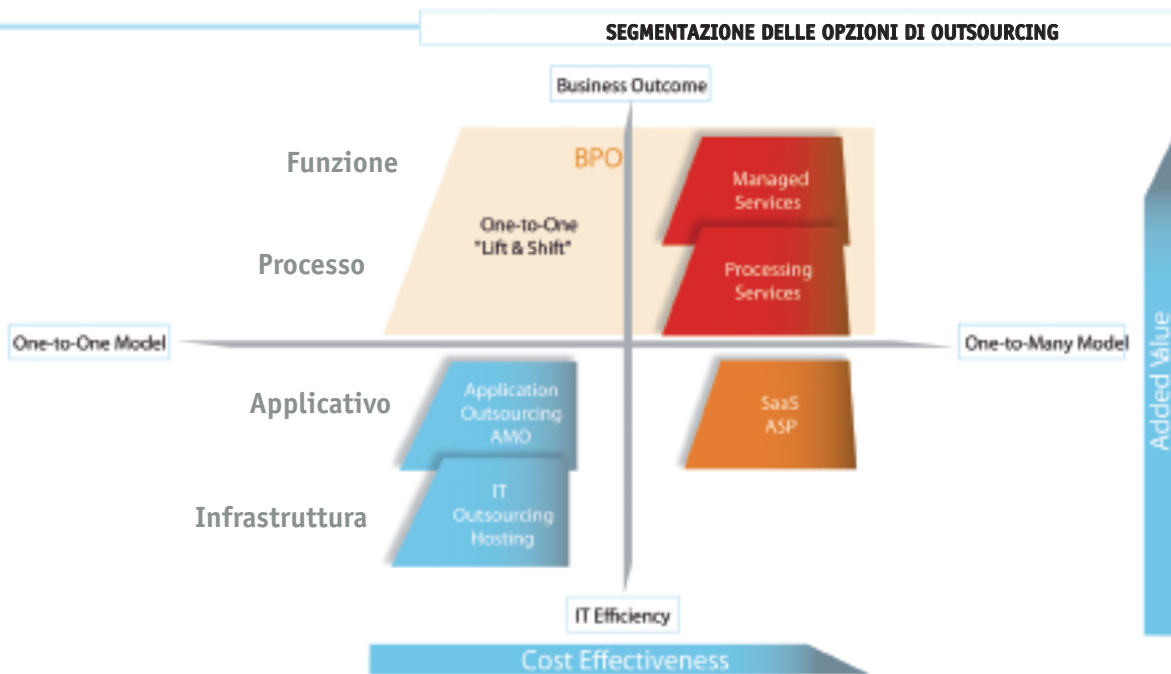 SEGMENTAZIONE DELLE OPZIONI DI OUTSOURCING
Business Outcome
Funzione
BPO
Managed
Services
One-to-One
"Lift & Shift"
Processo
Processing
Services
One-to-One Model
One-to-Many Model
Applicativo
Application
Outsourcing
AMO
SaaS
ASP
Infrastruttura
IT
Outsourcing
Hosting
IT Efficiency
Cost Effectiveness
Added Value